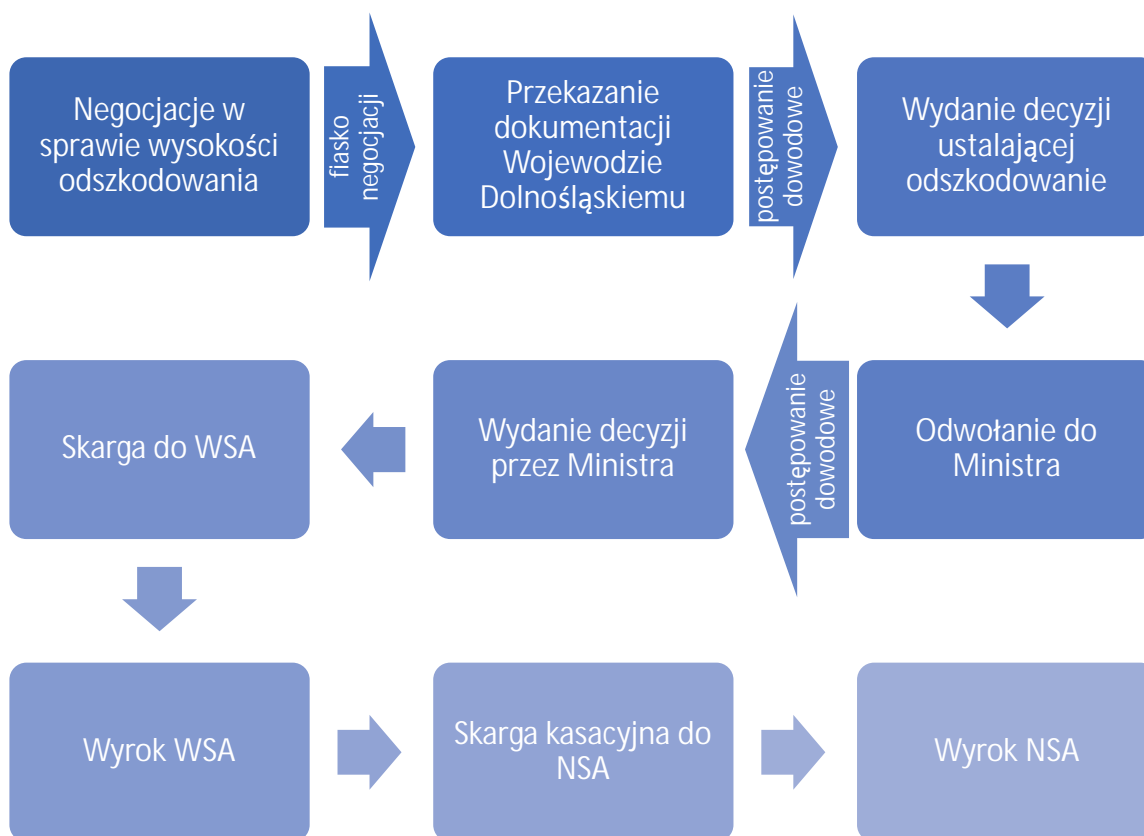 Negocjacje w
sprawie wysokości
odszkodowania
fiasko
negocjacji
Przekazanie
dokumentacji
Wojewodzie
Dolnośląskiemu
postępowanie
dowodowe
Wydanie decyzji
ustalającej
odszkodowanie
Odwołanie do
Ministra
postępowanie
dowodowe
Wydanie decyzji
przez Ministra
Skarga do WSA
Wyrok WSA
Skarga kasacyjna do
NSA
Wyrok NSA